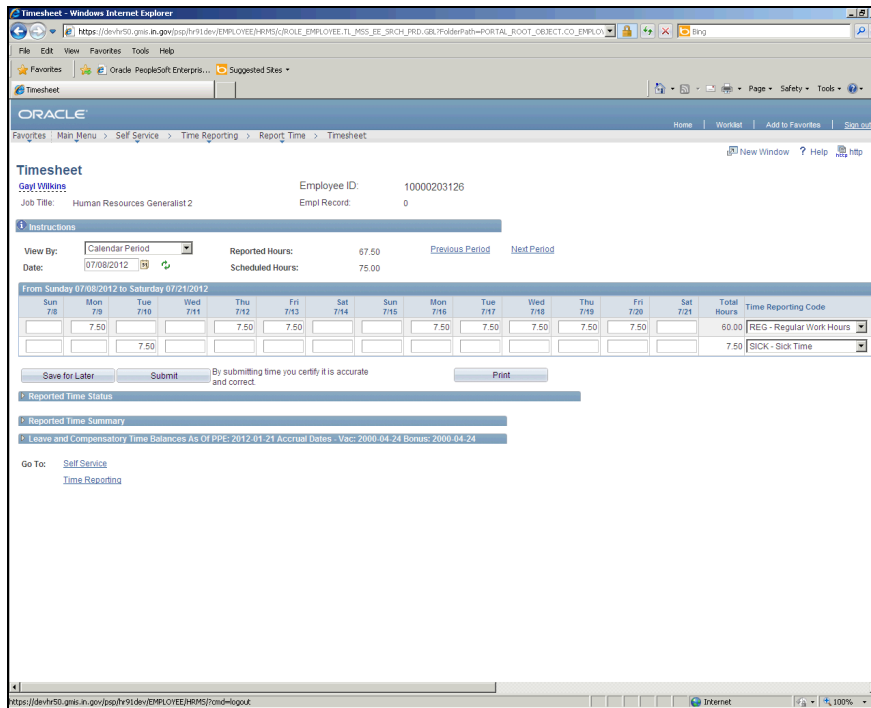 Timesheet - Windows Internet Explorer
https://devhr50.gmis.in.gov/psp/hr91dev/EMPLOYEE/HRMS/c/ROLE_EMPLOYEE.TL_MSS_EE_SRCH_PRD.GBL?FolderPath=PORTAL_ROOT_OBJECT.CO_EMPLOY Bing
File Edit View Favorites Tools Help
Favorites Oracle PeopleSoft Enterpris... Suggested Sites
Timesheet Page Safety Tools
ORACLE
Home | Worklist | Add to Favorites | Sign out
Favorites | Main Menu > Self Service > Time Reporting > Report Time > Timesheet
New Window ? Help http
Timesheet
Gayl Wilkins Employee ID: 10000203126
Job Title: Human Resources Generalist 2 Empl Record: 0
Instructions
View By: Calendar Period Reported Hours: 67.50 Previous Period Next Period
Date: 07/08/2012 Scheduled Hours: 75.00
From Sunday 07/08/2012 to Saturday 07/21/2012
Sun Mon Tue Wed Thu Fri Sat Sun Mon Tue Wed Thu Fri Sat Total Time Reporting Code
7/8 7/9 7/10 7/11 7/12 7/13 7/14 7/15 7/16 7/17 7/18 7/19 7/20 7/21 Hours
7.50 7.50 7.50 7.50 7.50 7.50 7.50 7.50 60.00 REG - Regular Work Hours
7.50 7.50 SICK - Sick Time
Save for Later Submit By submitting time you certify it is accurate and correct. Print
Reported Time Status
Reported Time Summary
Leave and Compensatory Time Balances As Of PPE: 2012-01-21 Accrual Dates - Vac: 2000-04-24 Bonus: 2000-04-24
Go To: Self Service
Time Reporting
https://devhr50.gmis.in.gov/psp/hr91dev/EMPLOYEE/HRMS/?cmd=logout Internet 100%